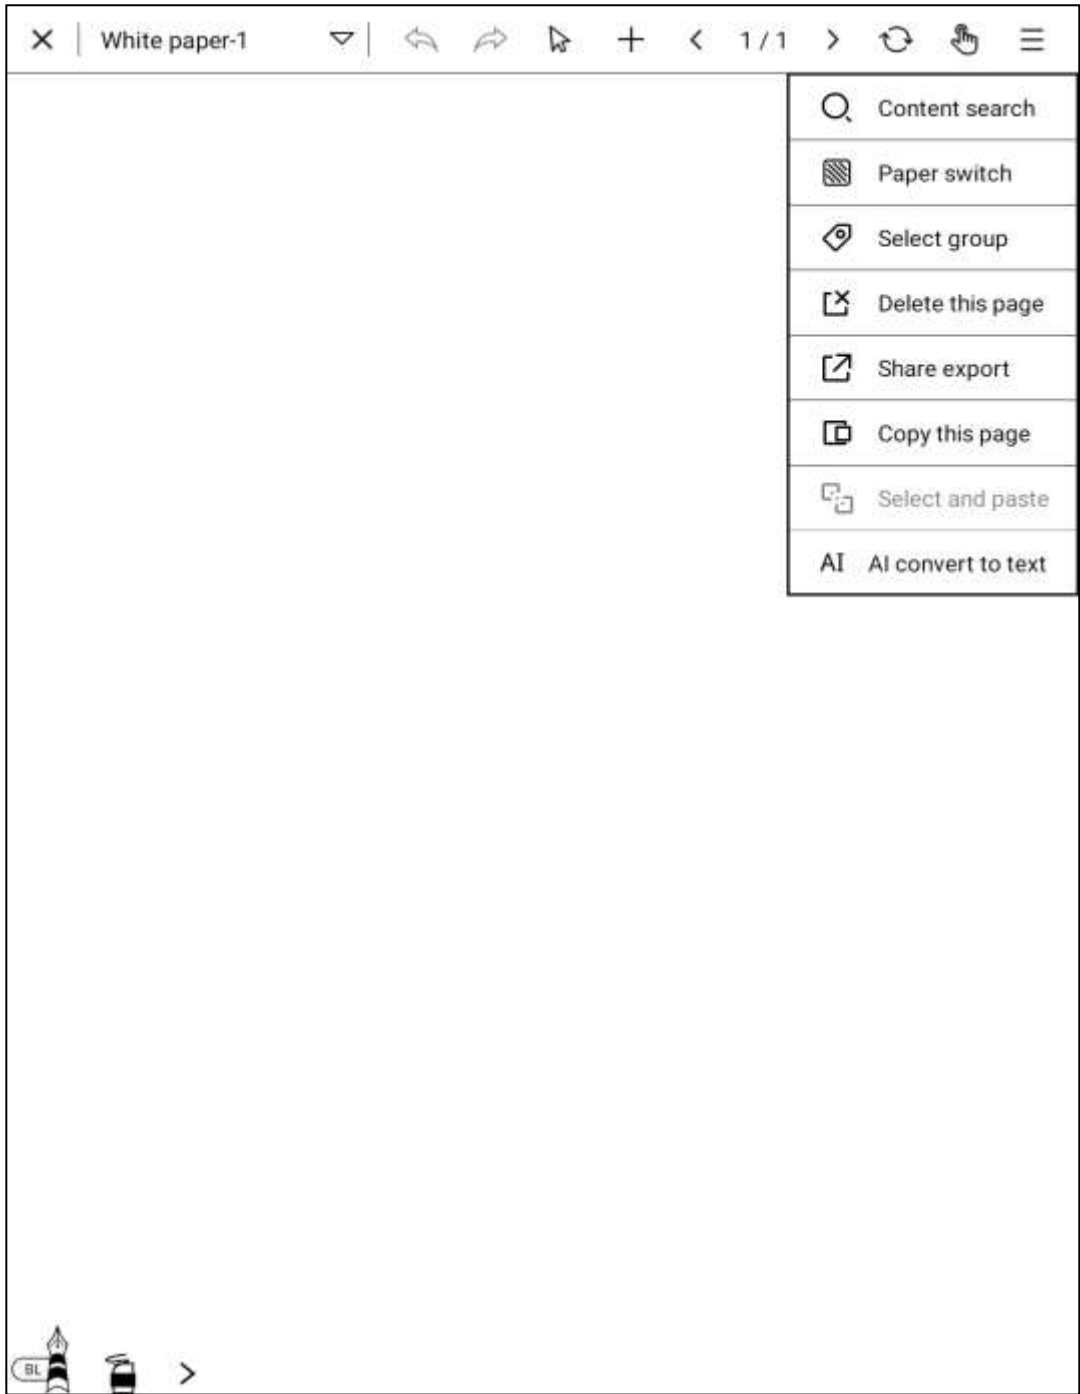 White paper-1
1 / 1
Content search
Paper switch
Select group
Delete this page
Share export
Copy this page
Select and paste
AI AI convert to text
BL